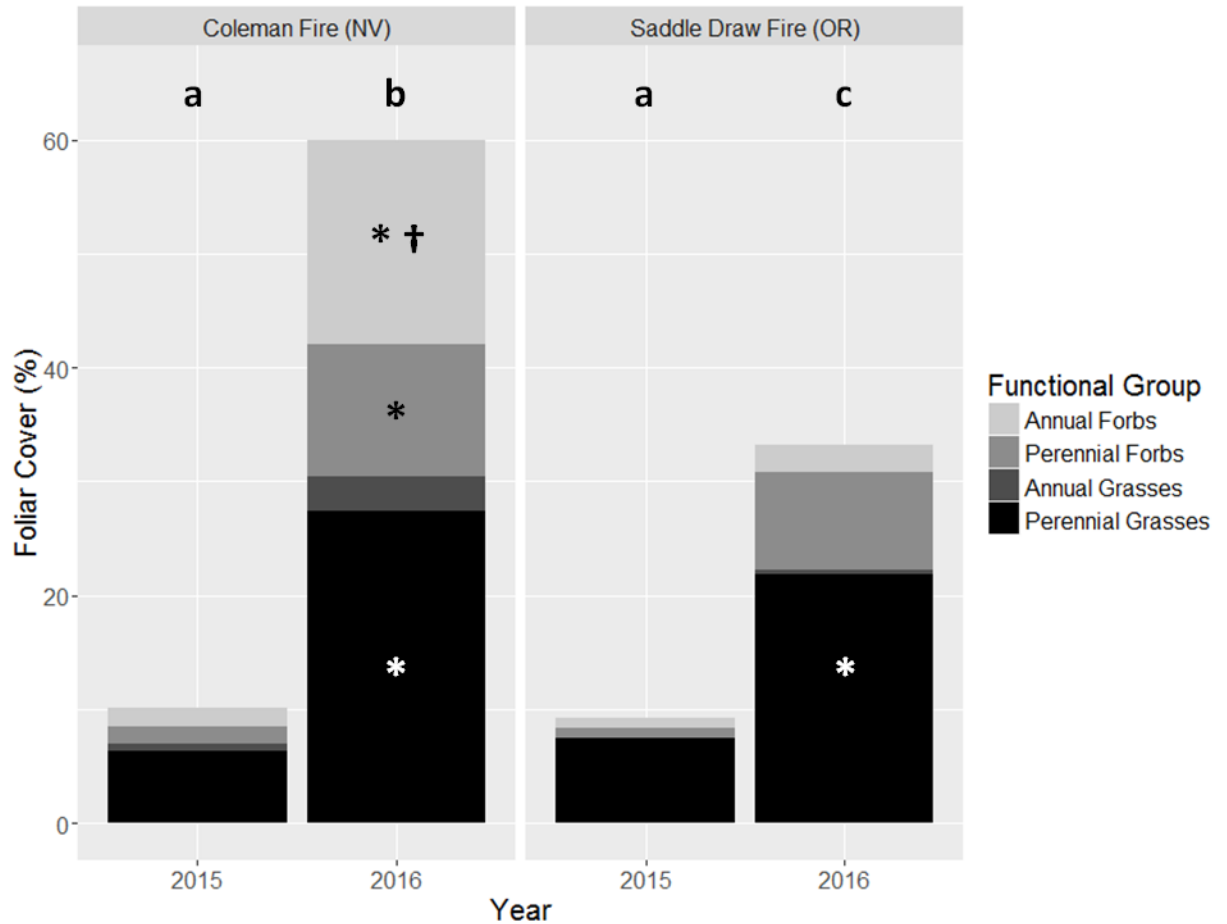 Coleman Fire (NV)
Saddle Draw Fire (OR)
a
b
a
c
60
40
20
0
* †
*
*
*
Foliar Cover (%)
2015
2016
2015
2016
Year
Functional Group
Annual Forbs
Perennial Forbs
Annual Grasses
Perennial Grasses